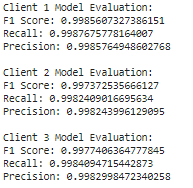 Client 1 Model Evaluation:
F1 Score: 0.9985607327386151
Recall: 0.9987675778164007
Precision: 0.9985764948602768
Client 2 Model Evaluation:
F1 Score: 0.997372535666127
Recall: 0.9982409016695634
Precision: 0.998243996129095
Client 3 Model Evaluation:
F1 Score: 0.9977406364777845
Recall: 0.9984094715442873
Precision: 0.9982998472340258